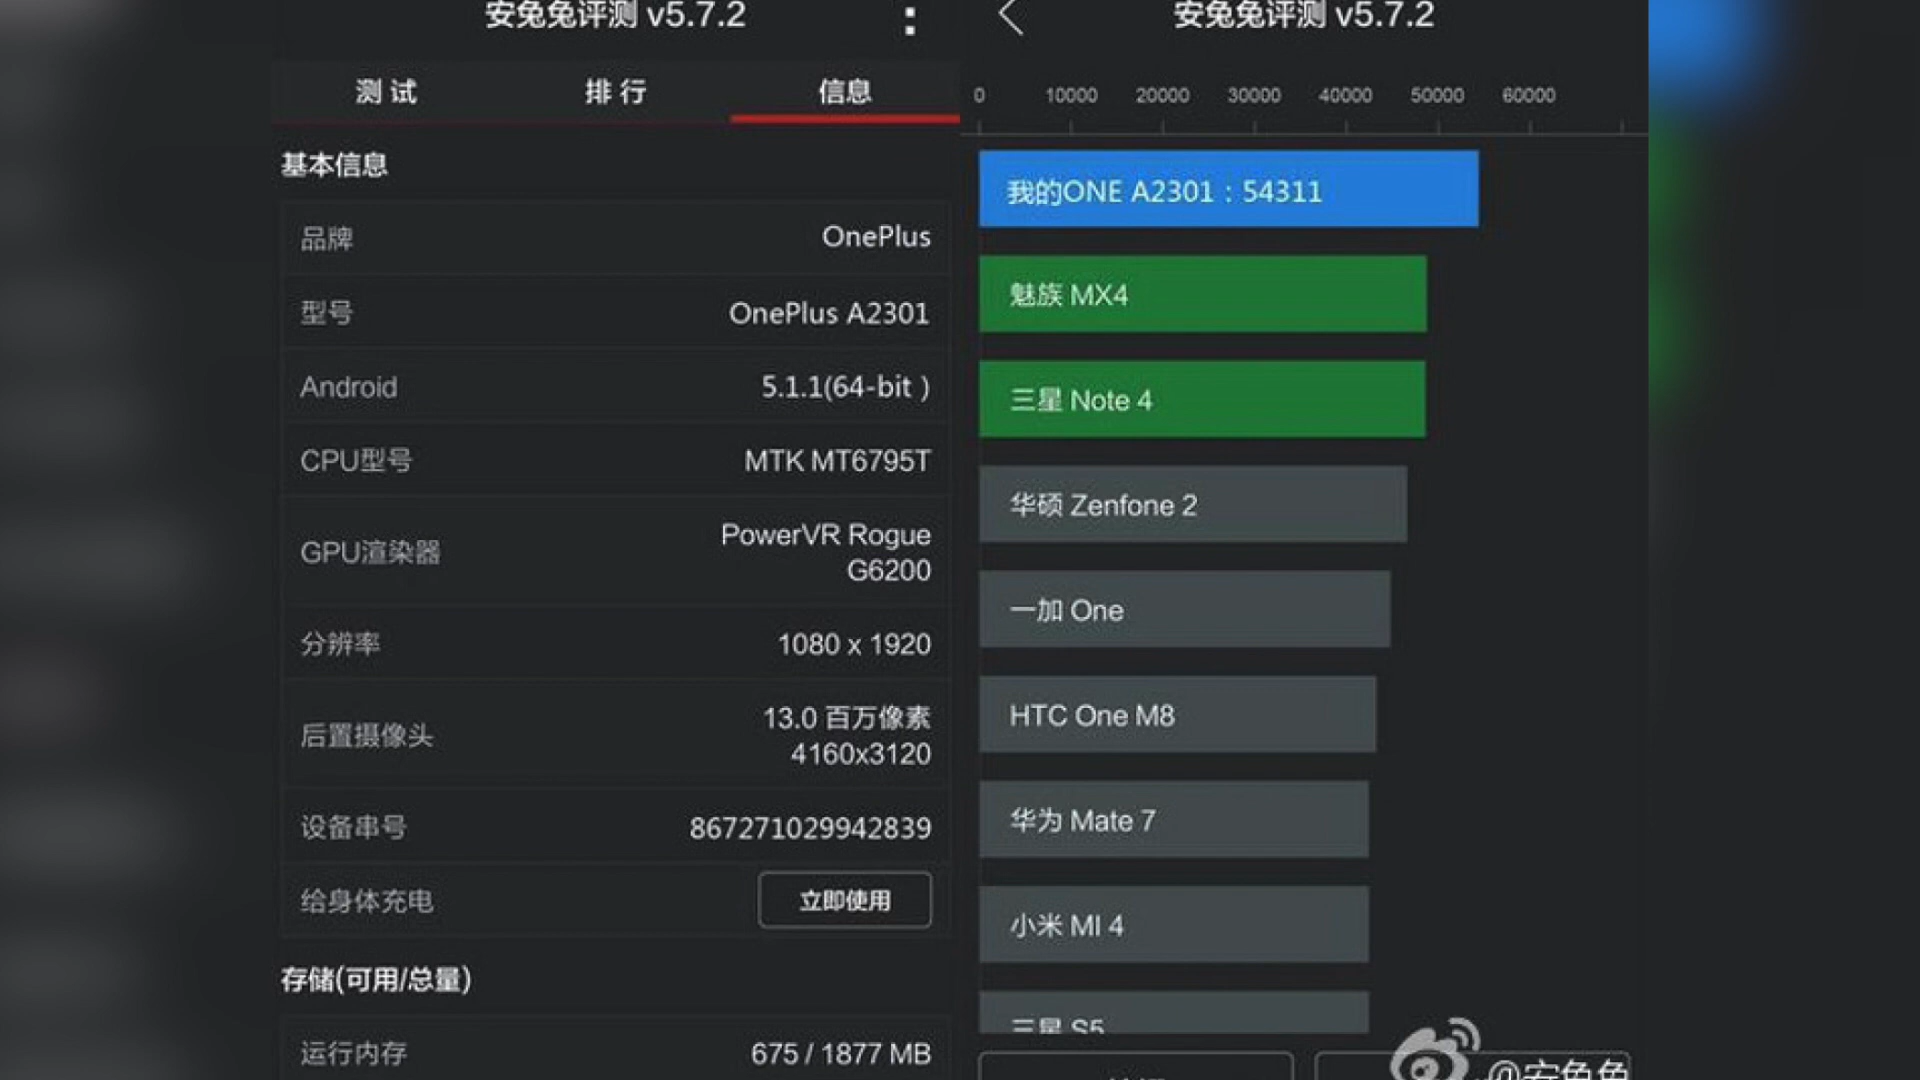 安兔兔评测 v5.7.2
测 试
排 行
信息
基本信息
品牌
OnePlus
型号
OnePlus A2301
Android
5.1.1(64-bit )
CPU型号
MTK MT6795T
GPU渲染器
PowerVR Rogue
G6200
分辨率
1080 x 1920
后置摄像头
13.0 百万像素
4160x3120
设备串号
867271029942839
给身体充电
立即使用
存储(可用/总量)
运行内存
675 / 1877 MB
安兔兔评测 v5.7.2
0 10000 20000 30000 40000 50000 60000
我的ONE A2301：54311
魅族 MX4
三星 Note 4
华硕 Zenfone 2
一加 One
HTC One M8
华为 Mate 7
小米 MI 4
三星 S5
@安兔兔